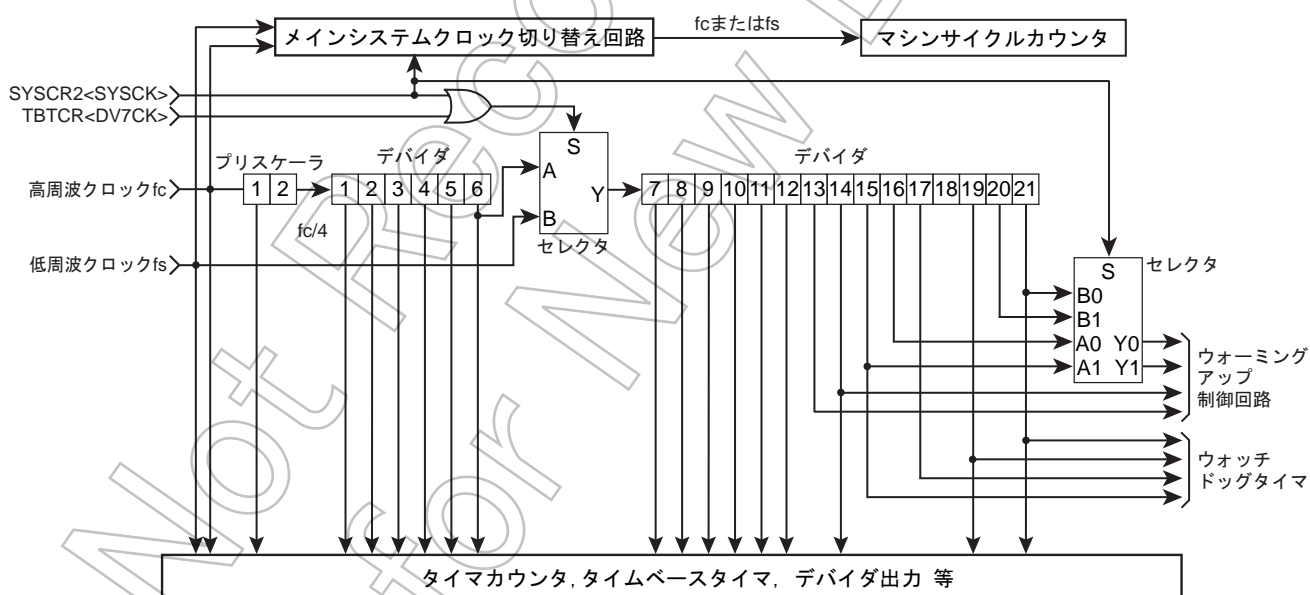 fcまたはfs
メインシステムクロック切り替え回路
マシンサイクルカウンタ
SYSCR2<SYSCK>
TBTCR<DV7CK>
プリスケーラ
デバイダ
S
デバイダ
高周波クロックfc
1 2
1 2 3 4 5 6
A
Y
7 8 9 10 11 12 13 14 15 16 17 18 19 20 21
B
fc/4
セレクタ
低周波クロックfs
S
セレクタ
B0
B1
A0 Y0
A1 Y1
ウォーミング
アップ
制御回路
ウォッチ
ドッグタイマ
タイマカウンタ, タイムベースタイマ, デバイダ出力 等
Not Reco
for New